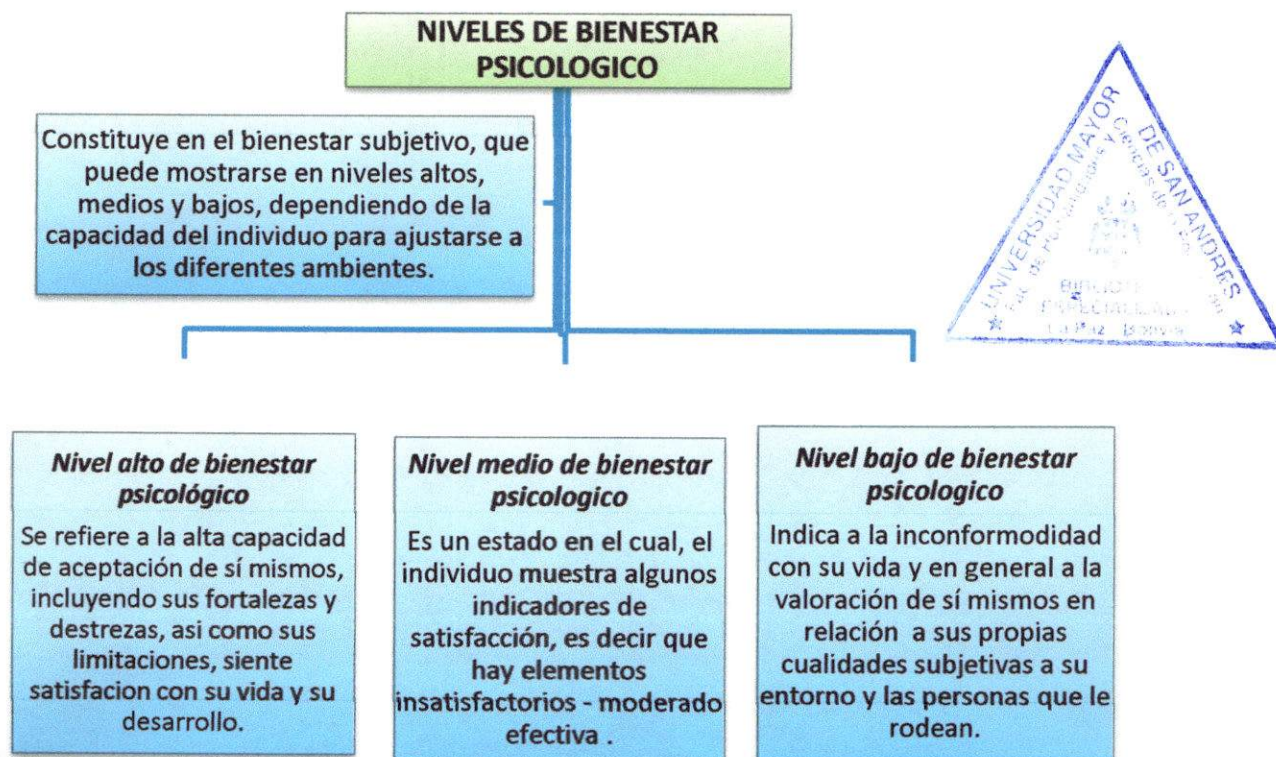 NIVELES DE BIENESTAR
PSICOLOGICO
Constituye en el bienestar subjetivo, que
puede mostrarse en niveles altos,
medios y bajos, dependiendo de la
capacidad del individuo para ajustarse a
los diferentes ambientes.
UNIVERSIDAD MAYOR
DE SAN ANDRES
Nivel alto de bienestar
psicológico
Se refiere a la alta capacidad
de aceptación de sí mismos,
incluyendo sus fortalezas y
destrezas, asi como sus
limitaciones, siente
satisfacion con su vida y su
desarrollo.
Nivel medio de bienestar
psicologico
Es un estado en el cual, el
individuo muestra algunos
indicadores de
satisfacción, es decir que
hay elementos
insatisfactorios - moderado
efectiva .
Nivel bajo de bienestar
psicologico
Indica a la inconformodidad
con su vida y en general a la
valoración de sí mismos en
relación a sus propias
cualidades subjetivas a su
entorno y las personas que le
rodean.